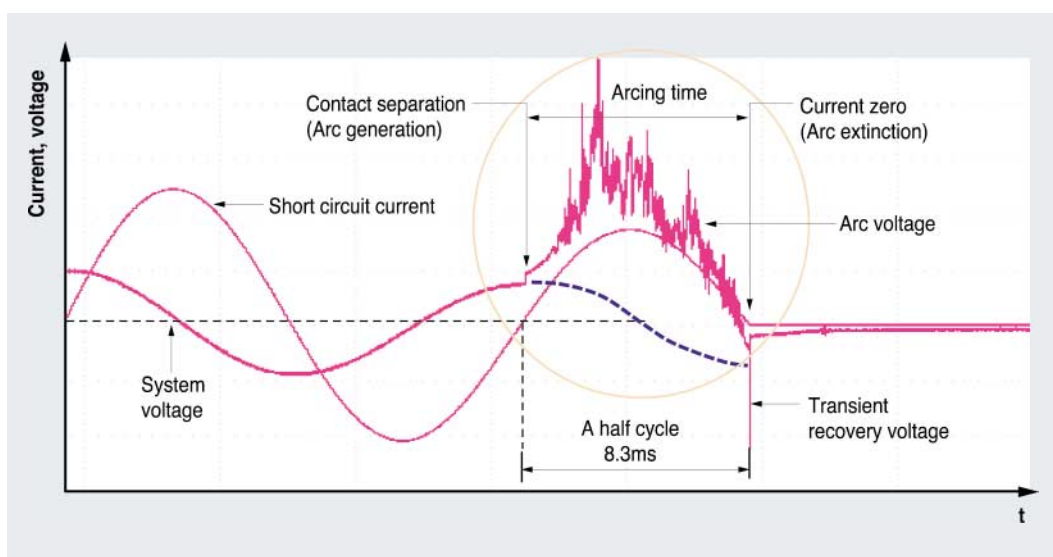 Current, voltage
Contact separation
(Arc generation)
Arcing time
Current zero
(Arc extinction)
Short circuit current
Arc voltage
System
voltage
A half cycle
8.3ms
Transient
recovery voltage
t